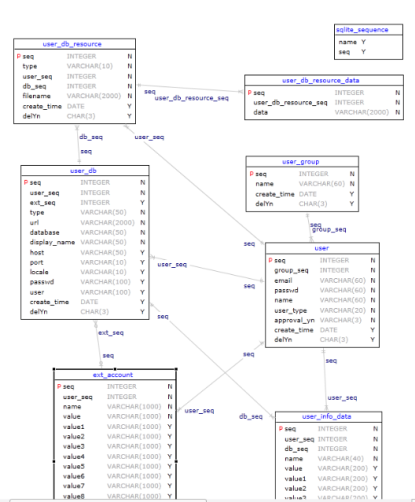 sqlite_sequence
name Y
seq Y
user_db_resource
P seq INTEGER N
type VARCHAR(10) N
user_seq INTEGER N
db_seq INTEGER N
filename VARCHAR(2000) N
create_time DATE Y
delYn CHAR(3) Y
user_db_resource_data
P seq INTEGER N
user_db_resource_seq INTEGER N
data VARCHAR(2000) N
seq
user_db_resource_seq
db_seq
user_seq
seq
user_db
P seq INTEGER N
user_seq INTEGER N
ext_seq INTEGER Y
type VARCHAR(50) N
url VARCHAR(2000) N
database VARCHAR(50) N
display_name VARCHAR(50) N
host VARCHAR(50) Y
port VARCHAR(10) Y
locale VARCHAR(10) Y
passwd VARCHAR(100) Y
user VARCHAR(100) Y
create_time DATE Y
delYn CHAR(3) Y
user_group
P seq INTEGER N
name VARCHAR(60) N
create_time DATE Y
delYn CHAR(3) Y
seq
group_seq
seq
user
P seq INTEGER N
group_seq INTEGER N
email VARCHAR(60) N
passwd VARCHAR(60) N
name VARCHAR(60) N
user_type VARCHAR(20) N
approval_yn VARCHAR(3) N
create_time DATE Y
delYn CHAR(3) Y
user_seq
seq
seq
ext_seq
seq
seq
seq
ext_account
P seq INTEGER N
user_seq INTEGER N
name VARCHAR(1000) N
value VARCHAR(1000) N
value1 VARCHAR(1000) Y
value2 VARCHAR(1000) Y
value3 VARCHAR(1000) Y
value4 VARCHAR(1000) Y
value5 VARCHAR(1000) Y
value6 VARCHAR(1000) Y
value7 VARCHAR(1000) Y
value8 VARCHAR(1000) Y
user_seq
user_seq
db_seq
user_info_data
P seq INTEGER N
user_seq INTEGER N
db_seq INTEGER N
name VARCHAR(40) N
value VARCHAR(200) Y
value1 VARCHAR(200) Y
value2 VARCHAR(200) Y
value3 VARCHAR(200) Y